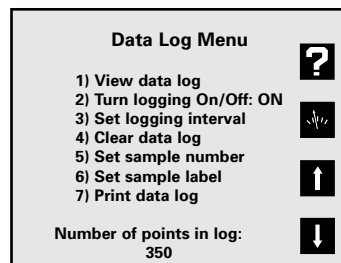 Data Log Menu
1) View data log
2) Turn logging On/Off: ON
3) Set logging interval
4) Clear data log
5) Set sample number
6) Set sample label
7) Print data log
Number of points in log:
350
?